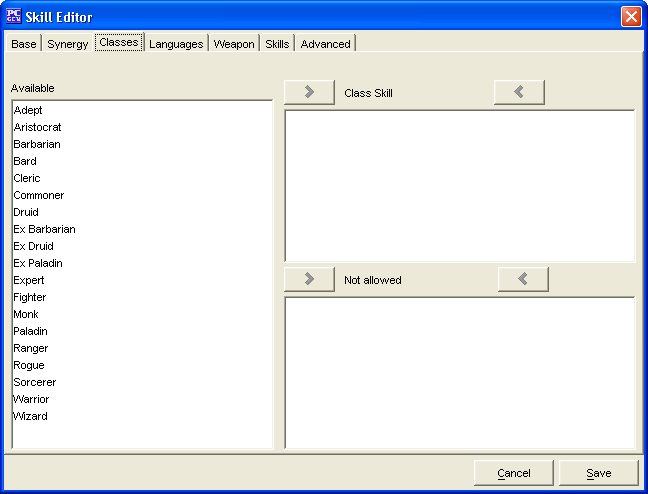 PC GEN Skill Editor
Base Synergy Classes Languages Weapon Skills Advanced
Available
Class Skill
Adept
Aristocrat
Barbarian
Bard
Cleric
Commoner
Druid
Ex Barbarian
Ex Druid
Ex Paladin
Expert
Fighter
Monk
Paladin
Ranger
Rogue
Sorcerer
Warrior
Wizard
Not allowed
Cancel Save